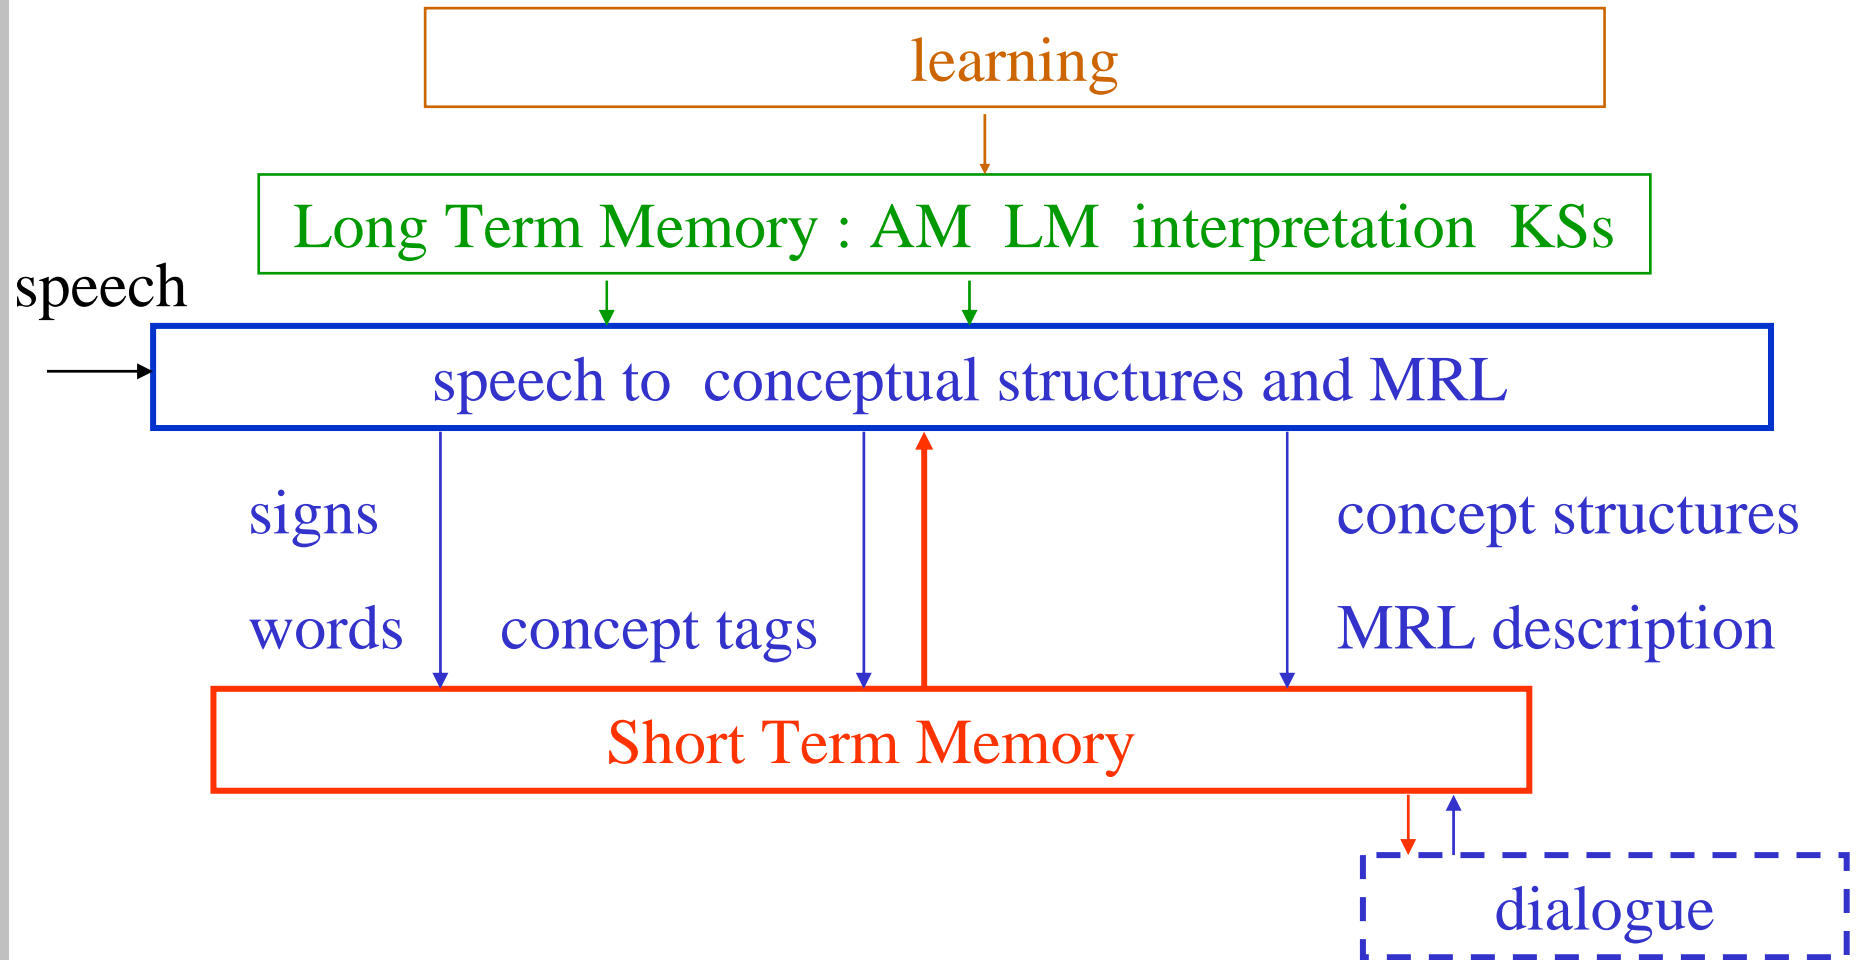 learning
Long Term Memory : AM LM interpretation KSs
speech
speech to conceptual structures and MRL
signs
concept structures
words
concept tags
MRL description
Short Term Memory
dialogue